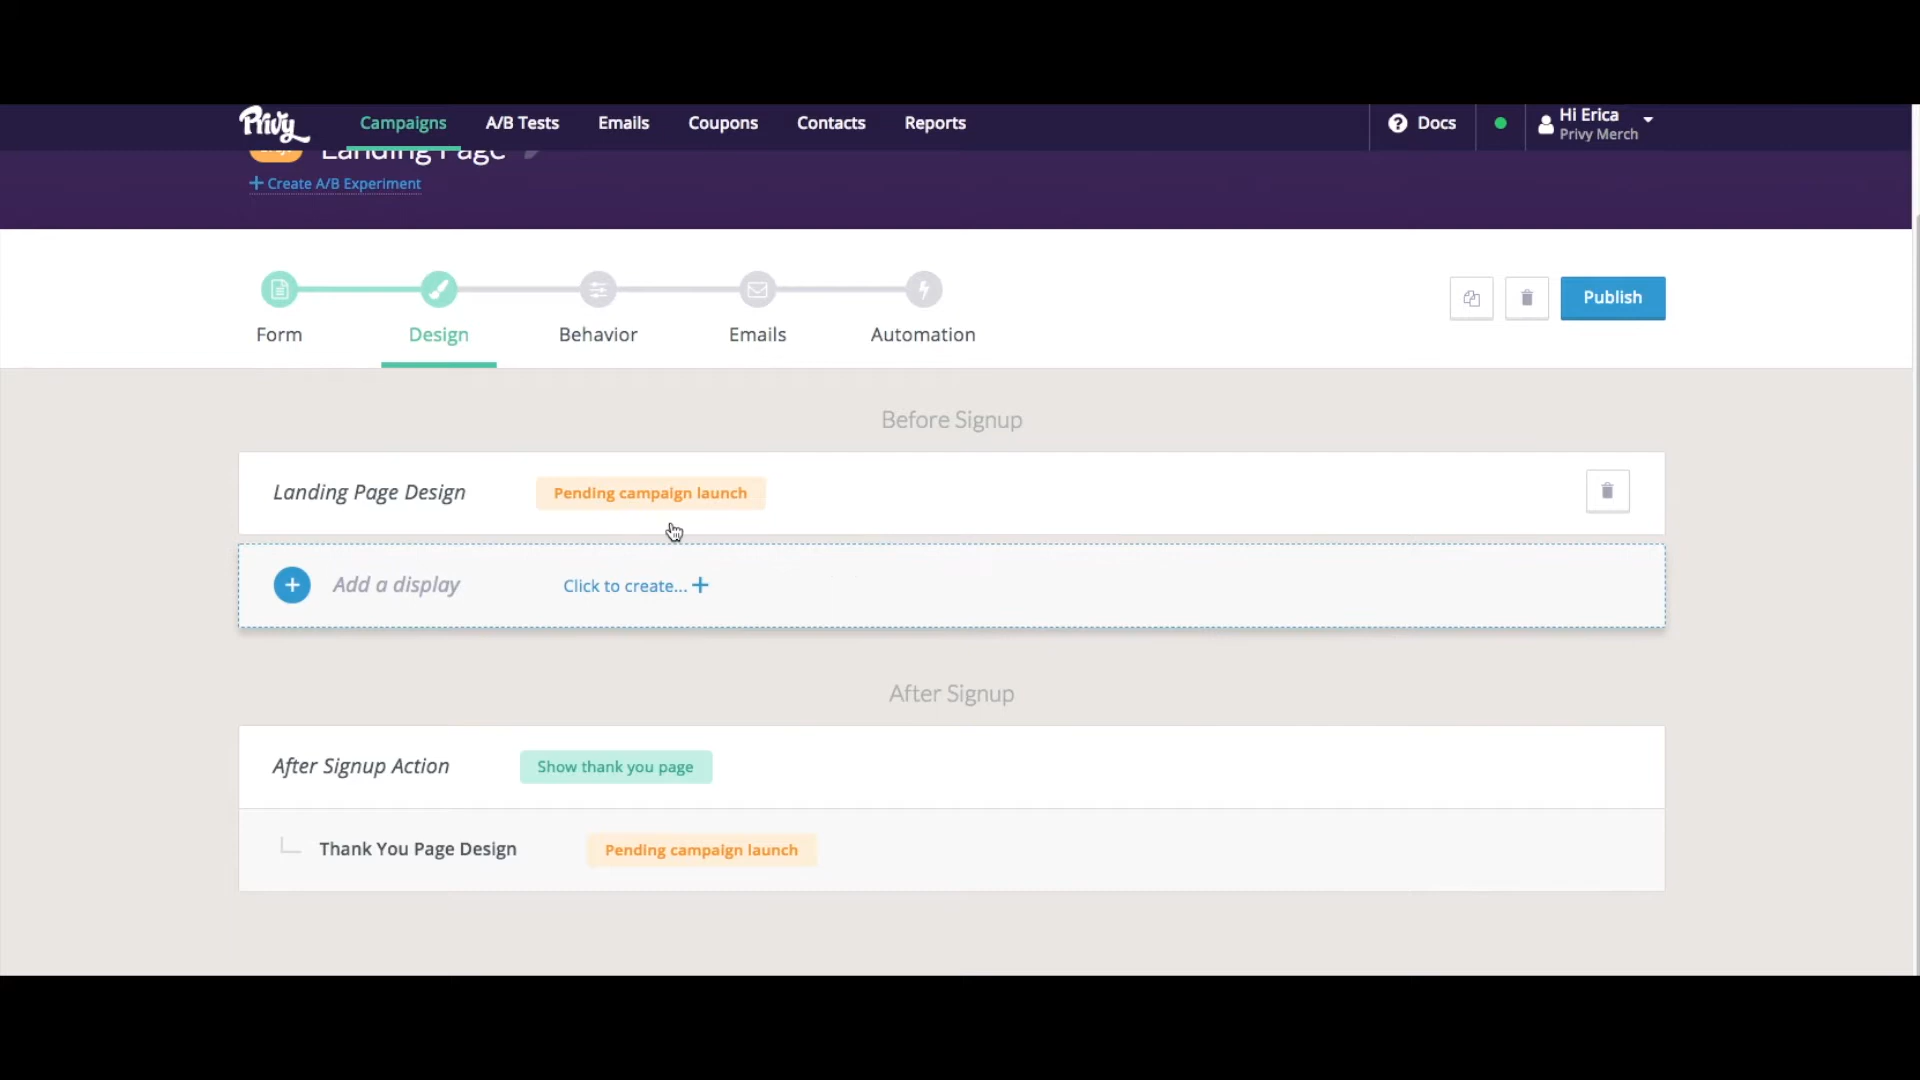 Privy
Campaigns
A/B Tests
Emails
Coupons
Contacts
Reports
Docs
Hi Erica
Privy Merch
Landing Page
+ Create A/B Experiment
Form
Design
Behavior
Emails
Automation
Publish
Before Signup
Landing Page Design
Pending campaign launch
Add a display
Click to create... +
After Signup
After Signup Action
Show thank you page
Thank You Page Design
Pending campaign launch